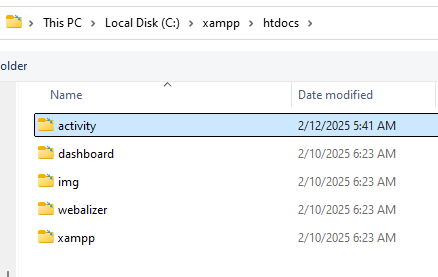 This PC > Local Disk (C:) > xampp > htdocs >
older
Name Date modified
activity 2/12/2025 5:41 AM
dashboard 2/10/2025 6:23 AM
img 2/10/2025 6:23 AM
webalizer 2/10/2025 6:23 AM
xampp 2/10/2025 6:23 AM